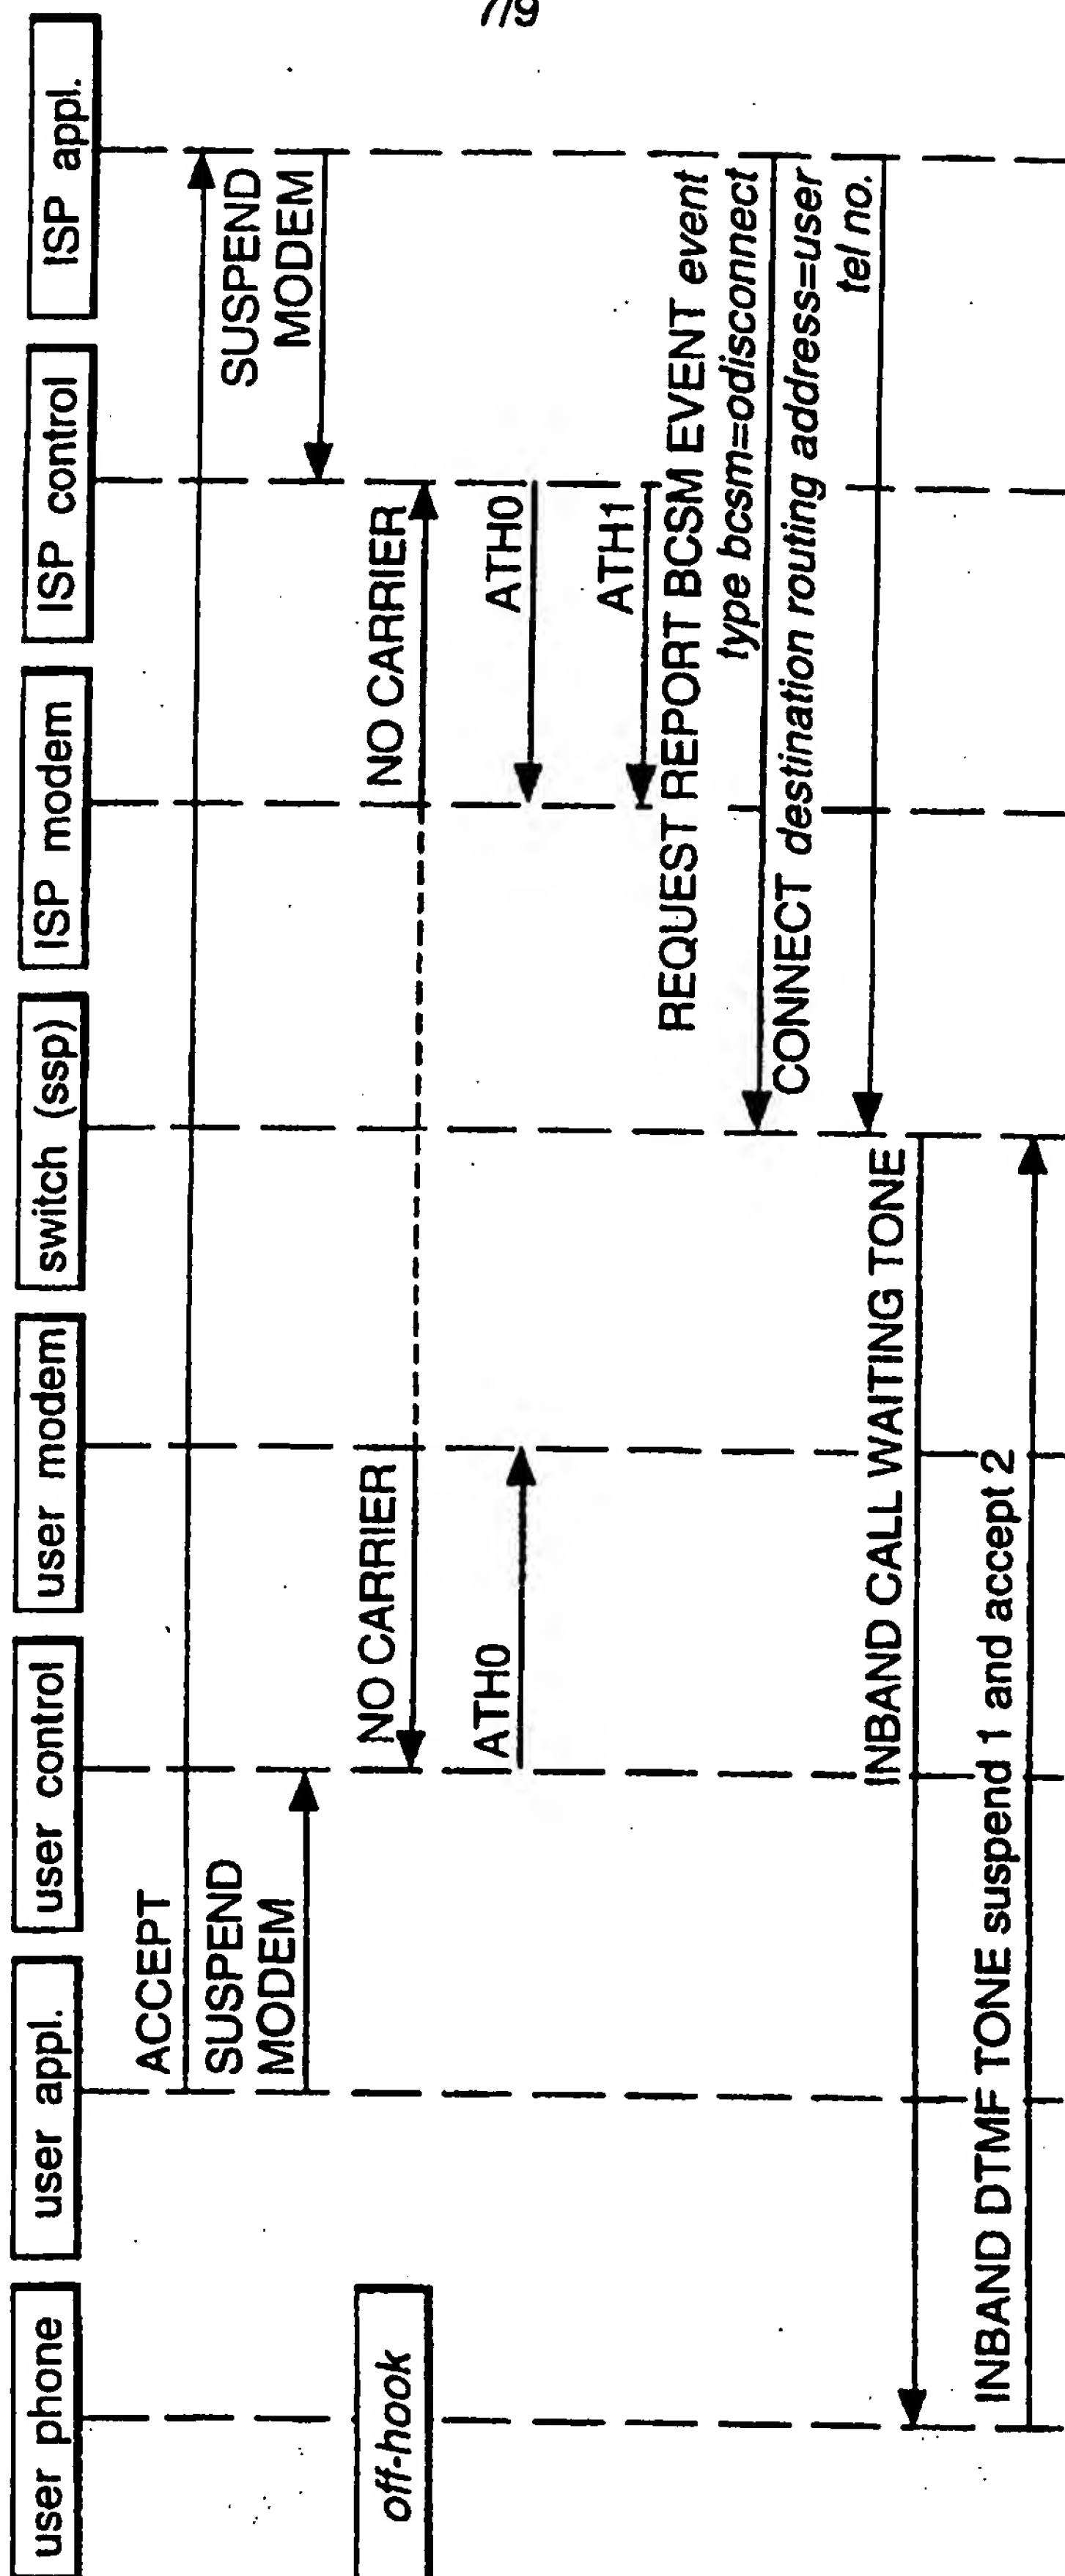 7/9
user phone
user appl.
user control
user modem
switch (ssp)
ISP modem
ISP control
ISP appl.
ACCEPT
SUSPEND
MODEM
SUSPEND
MODEM
off-hook
NO CARRIER
NO CARRIER
ATH0
ATH0
ATH1
REQUEST REPORT BCSM EVENT event
type bcsm=odisconnect
CONNECT destination routing address=user
tel no.
INBAND CALL WAITING TONE
INBAND DTMF TONE suspend 1 and accept 2